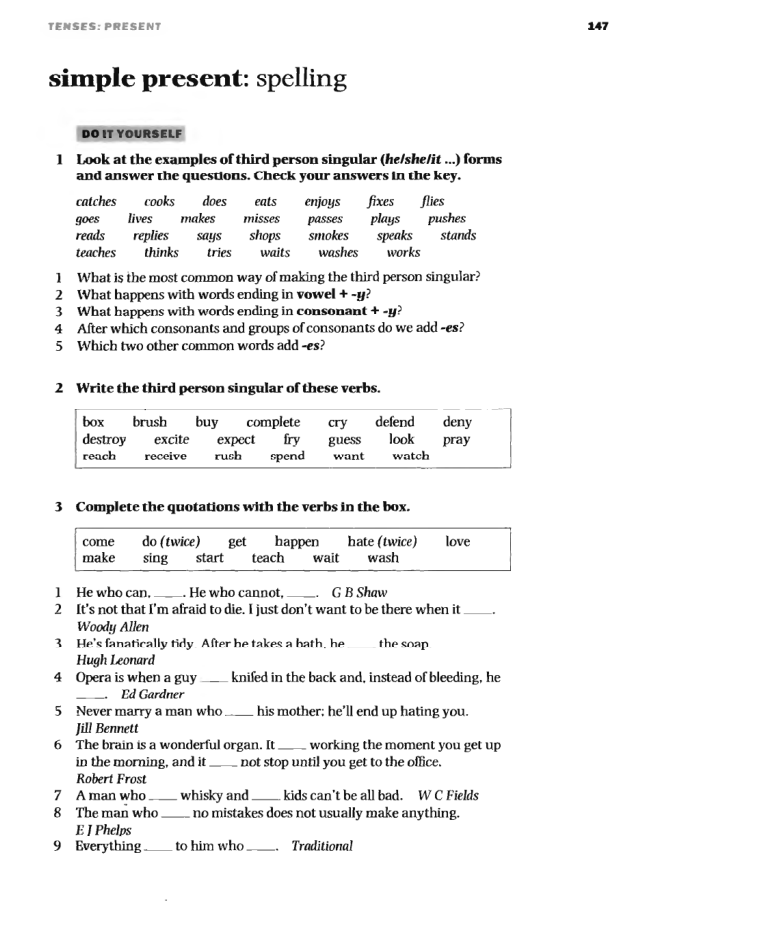 TENSES: PRESENT 147
simple present: spelling
DO IT YOURSELF
1 Look at the examples of third person singular (he/she/it ...) forms
and answer the questions. Check your answers in the key.
catches cooks does eats enjoys fixes flies
goes lives makes misses passes plays pushes
reads replies says shops smokes speaks stands
teaches thinks tries waits washes works
1 What is the most common way of making the third person singular?
2 What happens with words ending in vowel + -y?
3 What happens with words ending in consonant + -y?
4 After which consonants and groups of consonants do we add -es?
5 Which two other common words add -es?
2 Write the third person singular of these verbs.
box brush buy complete cry defend deny
destroy excite expect fry guess look pray
reach receive rush spend want watch
3 Complete the quotations with the verbs in the box.
come do (twice) get happen hate (twice) love
make sing start teach wait wash
1 He who can, ____. He who cannot, ____. G B Shaw
2 It's not that I'm afraid to die. I just don't want to be there when it ____.
Woody Allen
3 He's fanatically tidy. After he takes a bath, he ____ the soap.
Hugh Leonard
4 Opera is when a guy ____ knifed in the back and, instead of bleeding, he
____. Ed Gardner
5 Never marry a man who ____ his mother; he'll end up hating you.
Jill Bennett
6 The brain is a wonderful organ. It ____ working the moment you get up
in the morning, and it ____ not stop until you get to the office.
Robert Frost
7 A man who ____ whisky and ____ kids can't be all bad. W C Fields
8 The man who ____ no mistakes does not usually make anything.
E J Phelps
9 Everything ____ to him who ____. Traditional